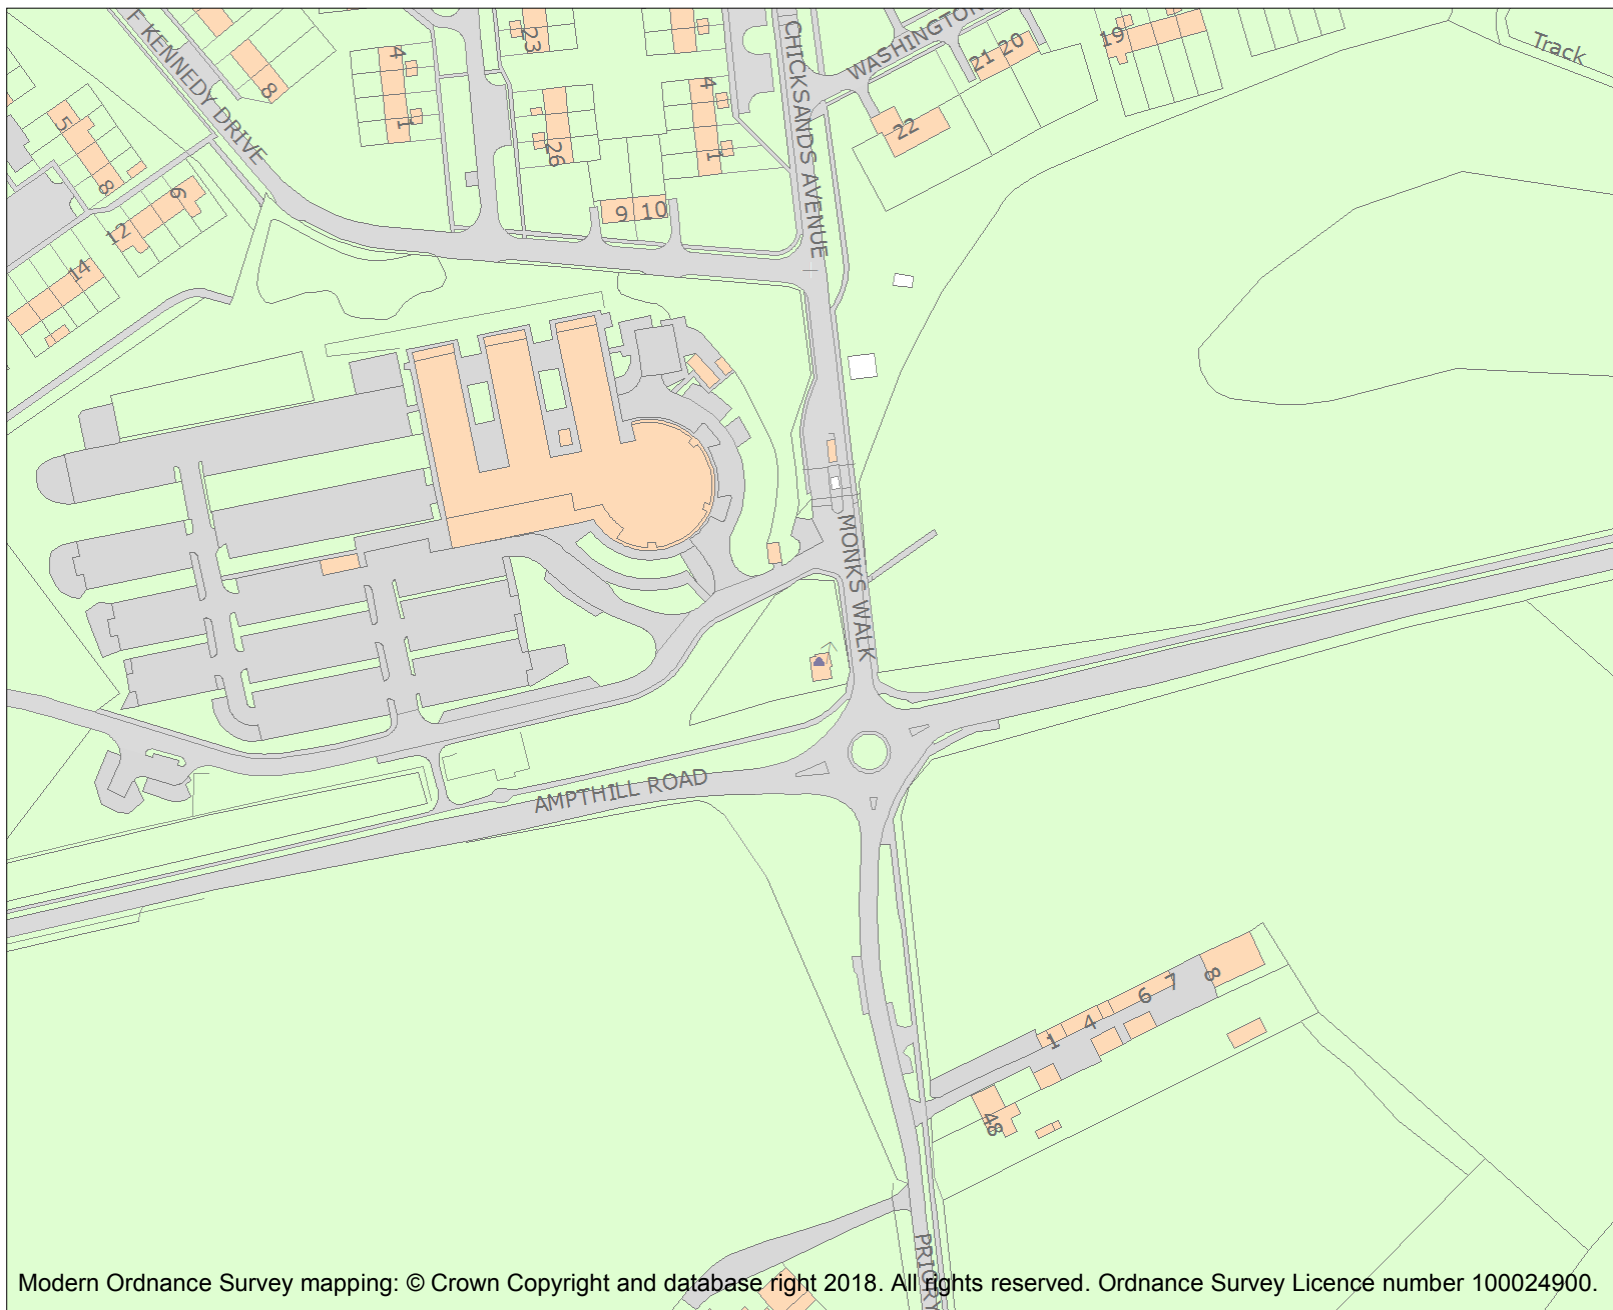 F KENNEDY DRIVE
8
5
8
6
12
14
4
1
23
26
4
1
9 10
CHICKSANDS AVENUE
WASHINGTON
21 20
22
19
Track
MONKS WALK
AMPTHILL ROAD
1
4
6
7
8
48
PRIORY
Modern Ordnance Survey mapping: © Crown Copyright and database right 2018. All rights reserved. Ordnance Survey Licence number 100024900.